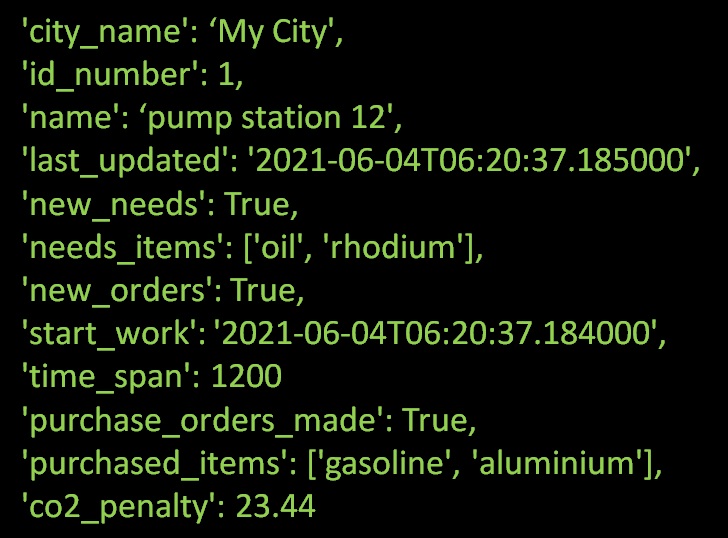 'city_name': ‘My City',
'id_number': 1,
'name': ‘pump station 12',
'last_updated': '2021-06-04T06:20:37.185000',
'new_needs': True,
'needs_items': ['oil', 'rhodium'],
'new_orders': True,
'start_work': '2021-06-04T06:20:37.184000',
'time_span': 1200
'purchase_orders_made': True,
'purchased_items': ['gasoline', 'aluminium'],
'co2_penalty': 23.44